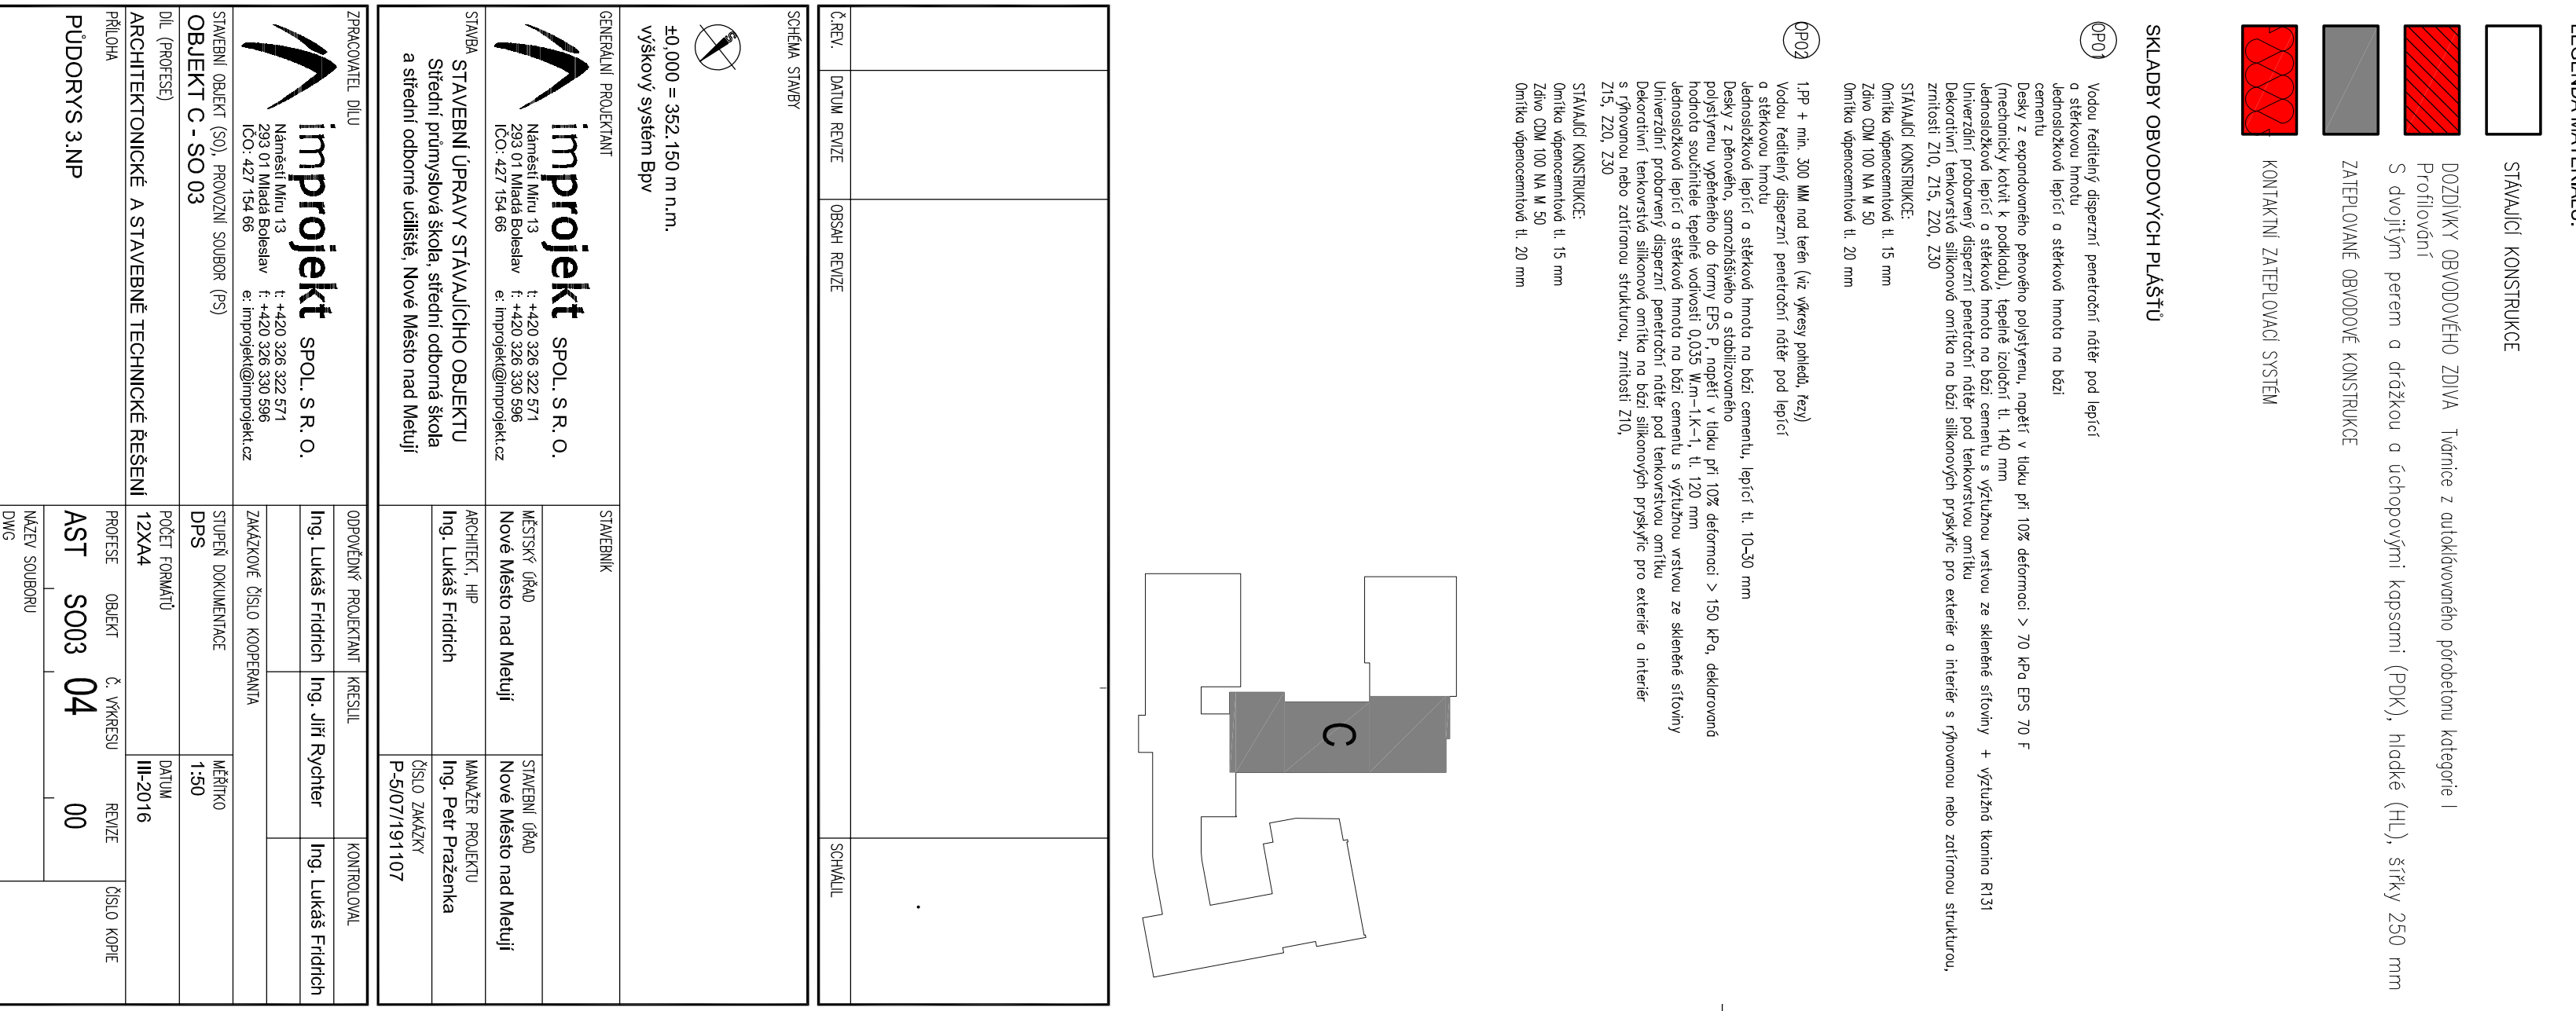 LEGENDA MATERIÁLŮ:
STÁVAJÍCÍ KONSTRUKCE
DOZDÍVKY OBVODOVÉHO ZDIVA Tvárnice z autoklávovaného pórobetonu kategorie I
Profilování
S dvojitým perem a drážkou a úchopovými kapsami (PDK), hladké (HL), šířky 250 mm
ZATEPLOVANÉ OBVODOVÉ KONSTRUKCE
KONTAKTNÍ ZATEPLOVACÍ SYSTÉM
SKLADBY OBVODOVÝCH PLÁŠŤŮ
OP01
Vodou ředitelný disperzní penetrační nátěr pod lepící
a stěrkovou hmotu
Jednosložková lepící a stěrková hmota na bázi
cementu
Desky z expandovaného pěnového polystyrenu, napětí v tlaku při 10% deformaci > 70 kPa EPS 70 F
(mechanicky kotvit k podkladu), tepelně izolační tl. 140 mm
Jednosložková lepící a stěrková hmota na bázi cementu s výztužnou vrstvou ze skleněné síťoviny + výztužná tkanina R131
Univerzální probarvený disperzní penetrační nátěr pod tenkovrstvou omítku
Dekorativní tenkovrstvá silikonová omítka na bázi silikonových pryskyřic pro exteriér a interiér s rýhovanou nebo zatíranou strukturou,
zrnitosti Z10, Z15, Z20, Z30
STÁVAJÍCÍ KONSTRUKCE:
Omítka vápenocemntová tl. 15 mm
Zdivo CDM 100 NA M 50
Omítka vápenocemntová tl. 20 mm
OP02
1.PP + min. 300 MM nad terén (viz výkresy pohledů, řezy)
Vodou ředitelný disperzní penetrační nátěr pod lepící
a stěrkovou hmotu
Jednosložková lepící a stěrková hmota na bázi cementu, lepící tl. 10-30 mm
Desky z pěnového, samozhášivého a stabilizovaného
polystyrenu vypěněného do formy EPS P, napětí v tlaku při 10% deformaci > 150 kPa, deklarovaná
hodnota součinitele tepelné vodivosti 0,035 W.m-1.K-1, tl. 120 mm
Jednosložková lepící a stěrková hmota na bázi cementu s výztužnou vrstvou ze skleněné síťoviny
Univerzální probarvený disperzní penetrační nátěr pod tenkovrstvou omítku
Dekorativní tenkovrstvá silikonová omítka na bázi silikonových pryskyřic pro exteriér a interiér
s rýhovanou nebo zatíranou strukturou, zrnitosti Z10,
Z15, Z20, Z30
STÁVAJÍCÍ KONSTRUKCE:
Omítka vápenocemntová tl. 15 mm
Zdivo CDM 100 NA M 50
Omítka vápenocemntová tl. 20 mm
C
Č.REV. DATUM REVIZE OBSAH REVIZE SCHVÁLIL
SCHÉMA STAVBY
±0,000 = 352.150 m n.m.
výškový systém Bpv
GENERÁLNÍ PROJEKTANT
improjekt SPOL. S R. O.
Náměstí Míru 13 t: +420 326 322 571
293 01 Mladá Boleslav f: +420 326 330 596
IČO: 427 154 66 e: improjekt@improjekt.cz
STAVEBNÍK
MĚSTSKÝ ÚŘAD
Nové Město nad Metují
STAVEBNÍ ÚŘAD
Nové Město nad Metují
STAVBA
STAVEBNÍ ÚPRAVY STÁVAJÍCÍHO OBJEKTU
Střední průmyslová škola, střední odborná škola
a střední odborné učiliště, Nové Město nad Metují
ARCHITEKT, HIP
Ing. Lukáš Fridrich
MANAŽER PROJEKTU
Ing. Petr Praženka
ČÍSLO ZAKÁZKY
P-5/07/191107
ZPRACOVATEL DÍLU
improjekt SPOL. S R. O.
Náměstí Míru 13 t: +420 326 322 571
293 01 Mladá Boleslav f: +420 326 330 596
IČO: 427 154 66 e: improjekt@improjekt.cz
ODPOVĚDNÝ PROJEKTANT KRESLIL KONTROLOVAL
Ing. Lukáš Fridrich Ing. Jiří Rychter Ing. Lukáš Fridrich
ZAKÁZKOVÉ ČÍSLO KOOPERANTA
STAVEBNÍ OBJEKT (SO), PROVOZNÍ SOUBOR (PS)
OBJEKT C - SO 03
STUPEŇ DOKUMENTACE
DPS
MĚŘÍTKO
1:50
DÍL (PROFESE)
ARCHITEKTONICKÉ A STAVEBNĚ TECHNICKÉ ŘEŠENÍ
POČET FORMÁTŮ
12XA4
DATUM
III-2016
PŘÍLOHA
PŮDORYS 3.NP
PROFESE OBJEKT Č. VÝKRESU REVIZE ČÍSLO KOPIE
AST SO03 04 00
NÁZEV SOUBORU
DWG